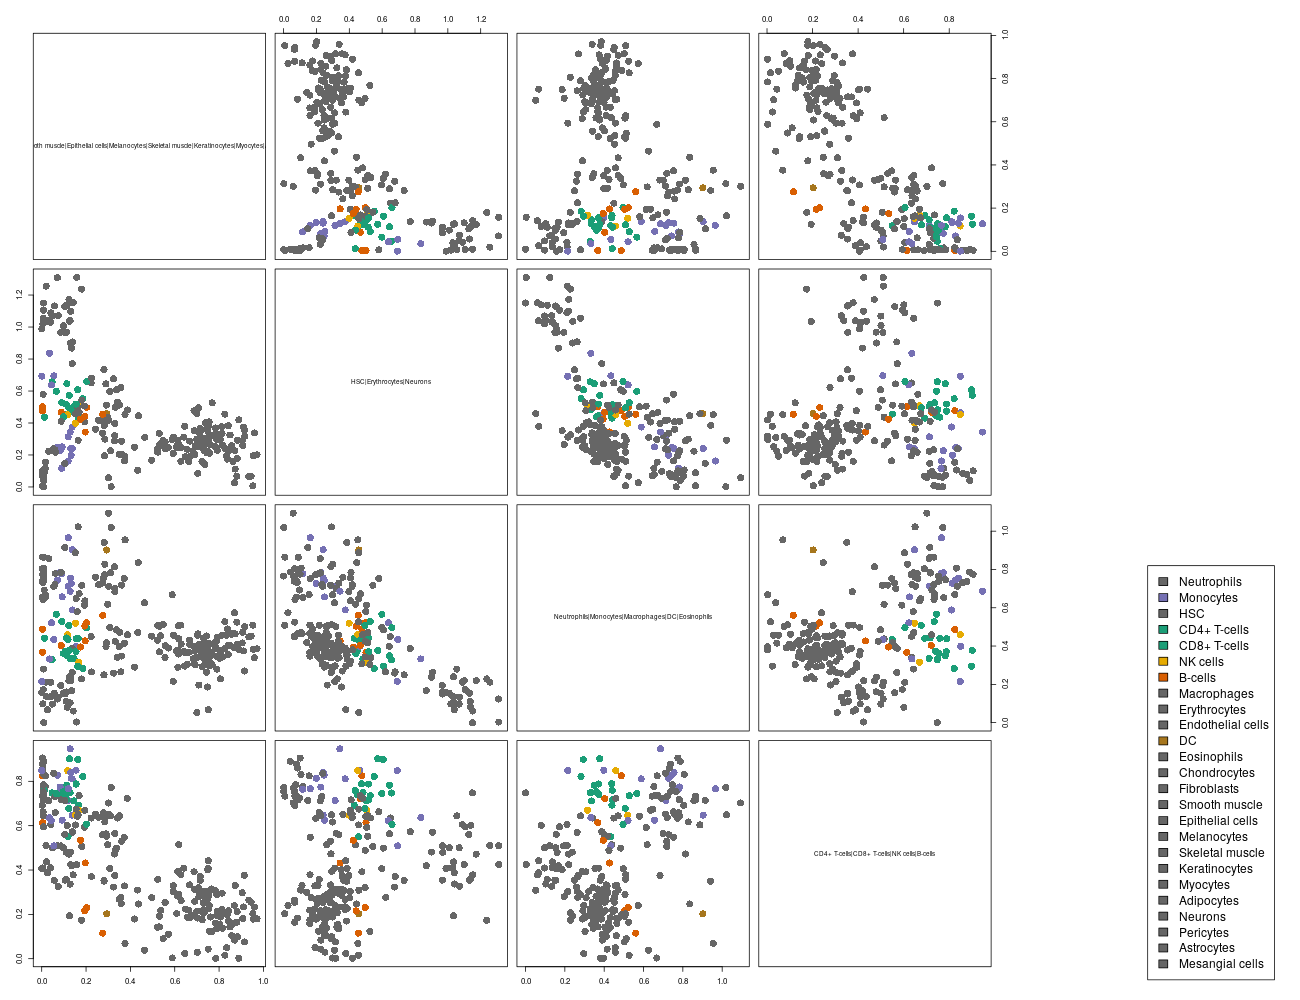 0.0 0.2 0.4 0.6 0.8 1.0 1.2
0.0 0.2 0.4 0.6 0.8
0.0 0.2 0.4 0.6 0.8 1.0
oth muscle|Epithelial cells|Melanocytes|Skeletal muscle|Keratinocytes|Myocytes|
0.0 0.2 0.4 0.6 0.8 1.0 1.2
HSC|Erythrocytes|Neurons
Neutrophils|Monocytes|Macrophages|DC|Eosinophils
0.0 0.2 0.4 0.6 0.8 1.0
0.0 0.2 0.4 0.6 0.8
CD4+ T-cells|CD8+ T-cells|NK cells|B-cells
0.0 0.2 0.4 0.6 0.8 1.0
0.0 0.2 0.4 0.6 0.8 1.0
Neutrophils
Monocytes
HSC
CD4+ T-cells
CD8+ T-cells
NK cells
B-cells
Macrophages
Erythrocytes
Endothelial cells
DC
Eosinophils
Chondrocytes
Fibroblasts
Smooth muscle
Epithelial cells
Melanocytes
Skeletal muscle
Keratinocytes
Myocytes
Adipocytes
Neurons
Pericytes
Astrocytes
Mesangial cells